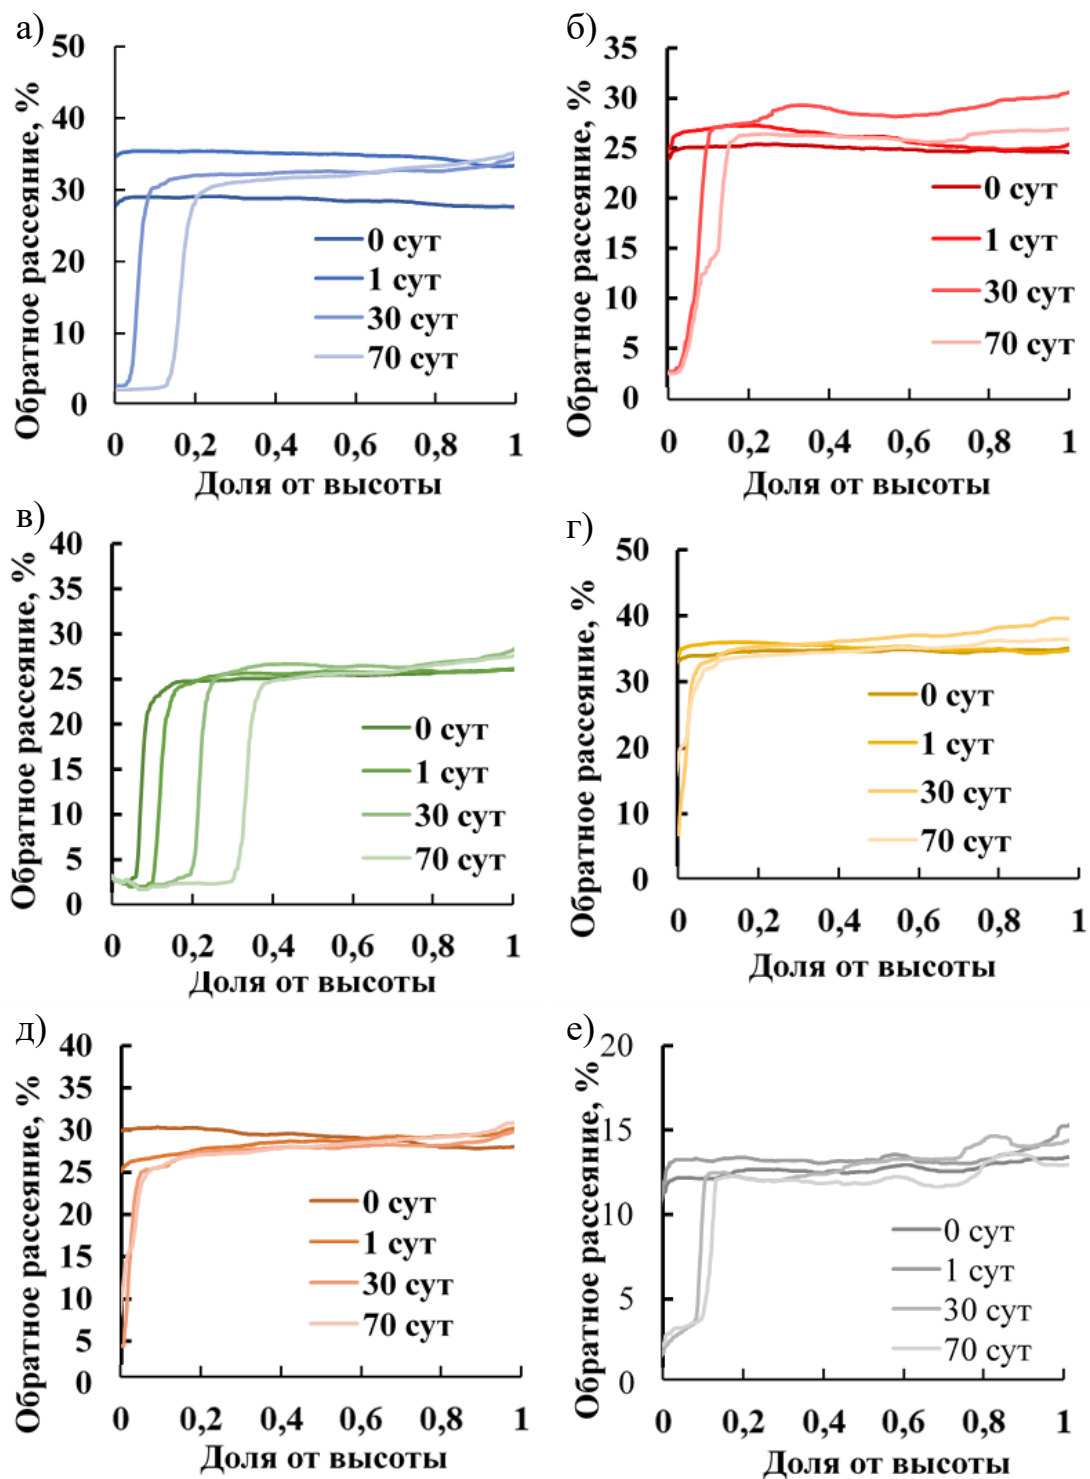 а)
Обратное рассеяние, %
50
40
30
20
10
0
0 сут
1 сут
30 сут
70 сут
0 0,2 0,4 0,6 0,8 1
Доля от высоты
б)
Обратное рассеяние, %
35
30
25
20
15
10
5
0
0 сут
1 сут
30 сут
70 сут
0 0,2 0,4 0,6 0,8 1
Доля от высоты
в)
Обратное рассеяние, %
40
35
30
25
20
15
10
5
0
0 сут
1 сут
30 сут
70 сут
0 0,2 0,4 0,6 0,8 1
Доля от высоты
г)
Обратное рассеяние, %
50
40
30
20
10
0
0 сут
1 сут
30 сут
70 сут
0 0,2 0,4 0,6 0,8 1
Доля от высоты
д)
Обратное рассеяние, %
40
35
30
25
20
15
10
5
0
0 сут
1 сут
30 сут
70 сут
0 0,2 0,4 0,6 0,8 1
Доля от высоты
е)
Обратное рассеяние, %
20
15
10
5
0
0 сут
1 сут
30 сут
70 сут
0 0,2 0,4 0,6 0,8 1
Доля от высоты